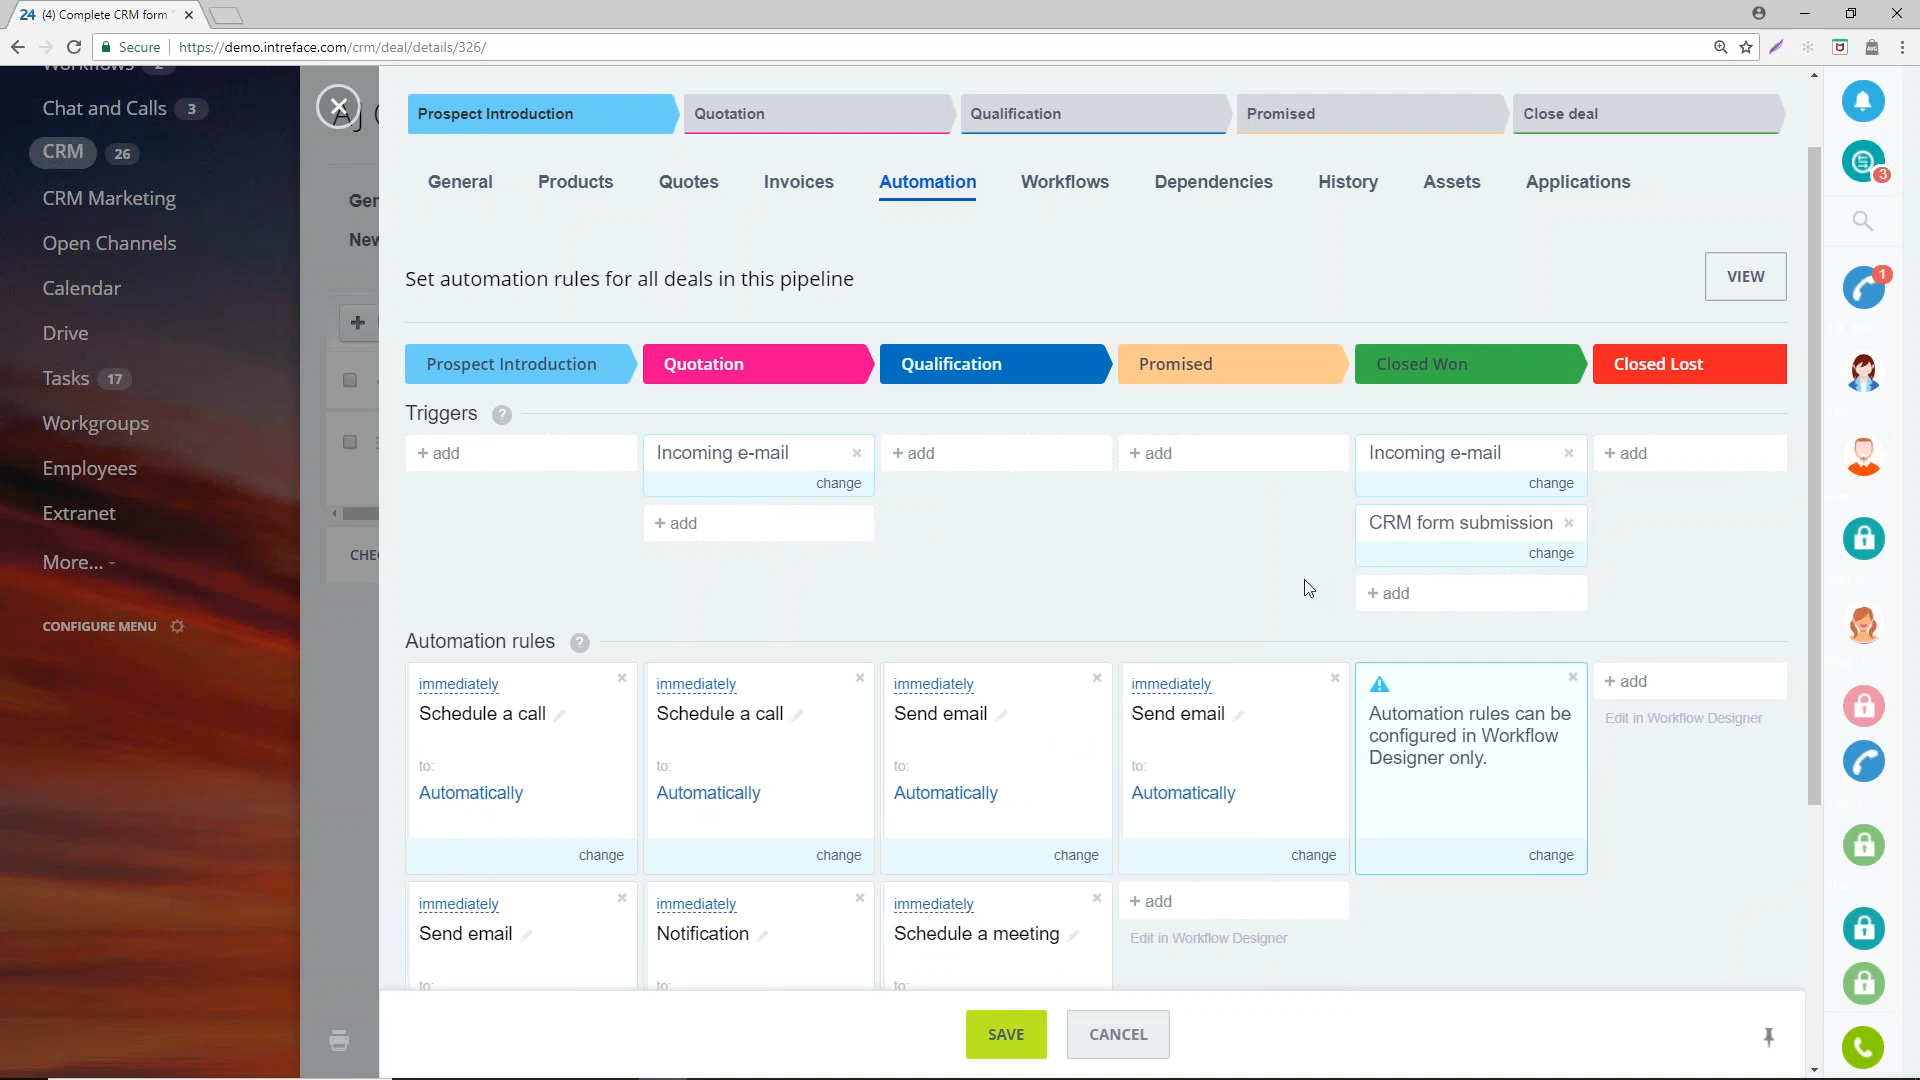 24 (4) Complete CRM form
Secure https://demo.intreface.com/crm/deal/details/326/
Workflows 2
Chat and Calls 3
CRM 26
CRM Marketing
Open Channels
Calendar
Drive
Tasks 17
Workgroups
Employees
Extranet
More...
CONFIGURE MENU
Prospect Introduction Quotation Qualification Promised Close deal
General Products Quotes Invoices Automation Workflows Dependencies History Assets Applications
Set automation rules for all deals in this pipeline
VIEW
Prospect Introduction Quotation Qualification Promised Closed Won Closed Lost
Triggers ?
+ add Incoming e-mail + add + add Incoming e-mail + add
change change
+ add CRM form submission
change
+ add
Automation rules ?
immediately immediately immediately immediately + add
Schedule a call Schedule a call Send email Send email Automation rules can be Edit in Workflow Designer
configured in Workflow
Designer only.
to: to: to: to:
Automatically Automatically Automatically Automatically
change change change change change
immediately immediately immediately + add
Send email Notification Schedule a meeting Edit in Workflow Designer
to: to: to:
SAVE CANCEL
3
1